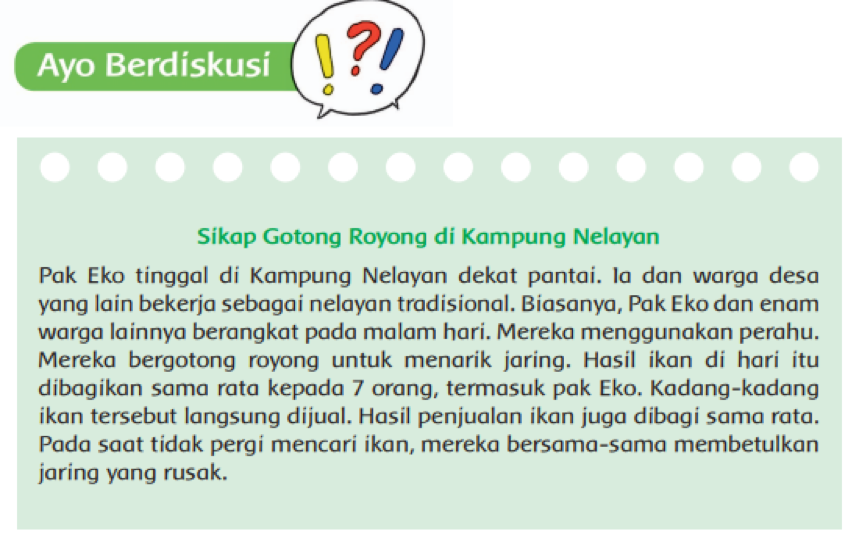 Ayo Berdiskusi
Sikap Gotong Royong di Kampung Nelayan
Pak Eko tinggal di Kampung Nelayan dekat pantai. Ia dan warga desa
yang lain bekerja sebagai nelayan tradisional. Biasanya, Pak Eko dan enam
warga lainnya berangkat pada malam hari. Mereka menggunakan perahu.
Mereka bergotong royong untuk menarik jaring. Hasil ikan di hari itu
dibagikan sama rata kepada 7 orang, termasuk pak Eko. Kadang-kadang
ikan tersebut langsung dijual. Hasil penjualan ikan juga dibagi sama rata.
Pada saat tidak pergi mencari ikan, mereka bersama-sama membetulkan
jaring yang rusak.